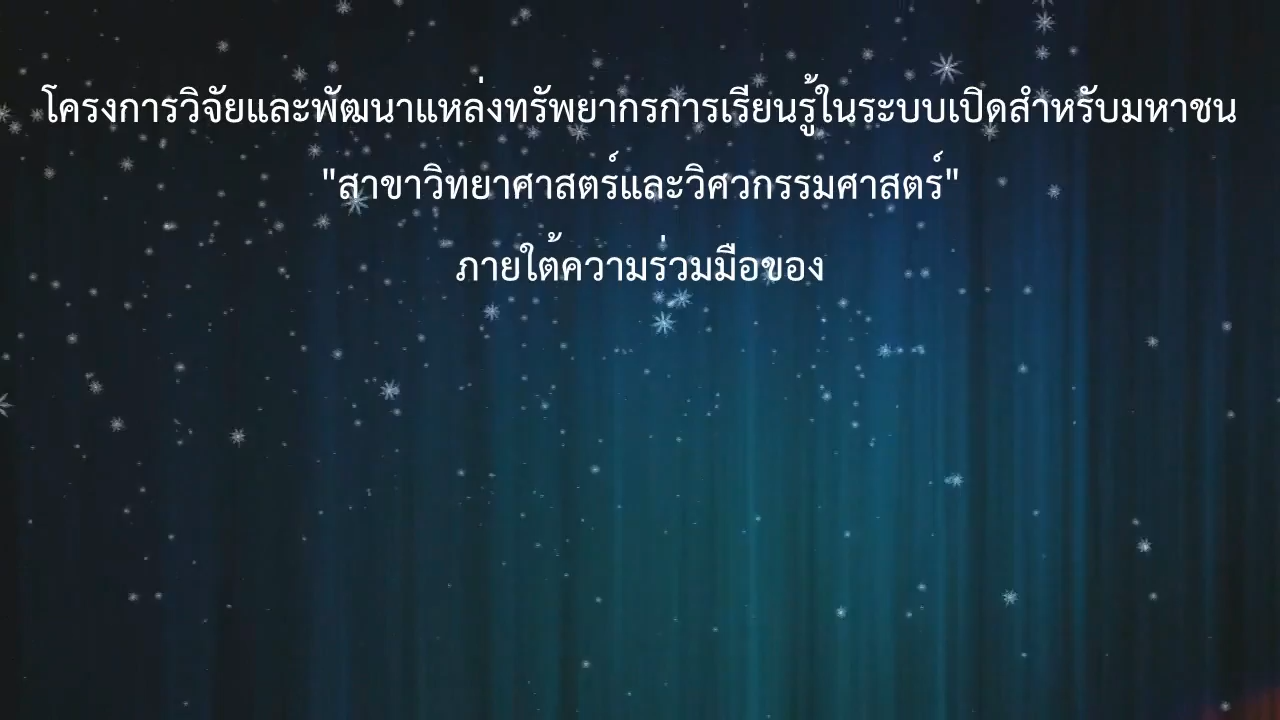 โครงการวิจัยและพัฒนาแหล่งทรัพยากรการเรียนรู้ในระบบเปิดสำหรับมหาชน
"สาขาวิทยาศาสตร์และวิศวกรรมศาสตร์"
ภายใต้ความร่วมมือของ